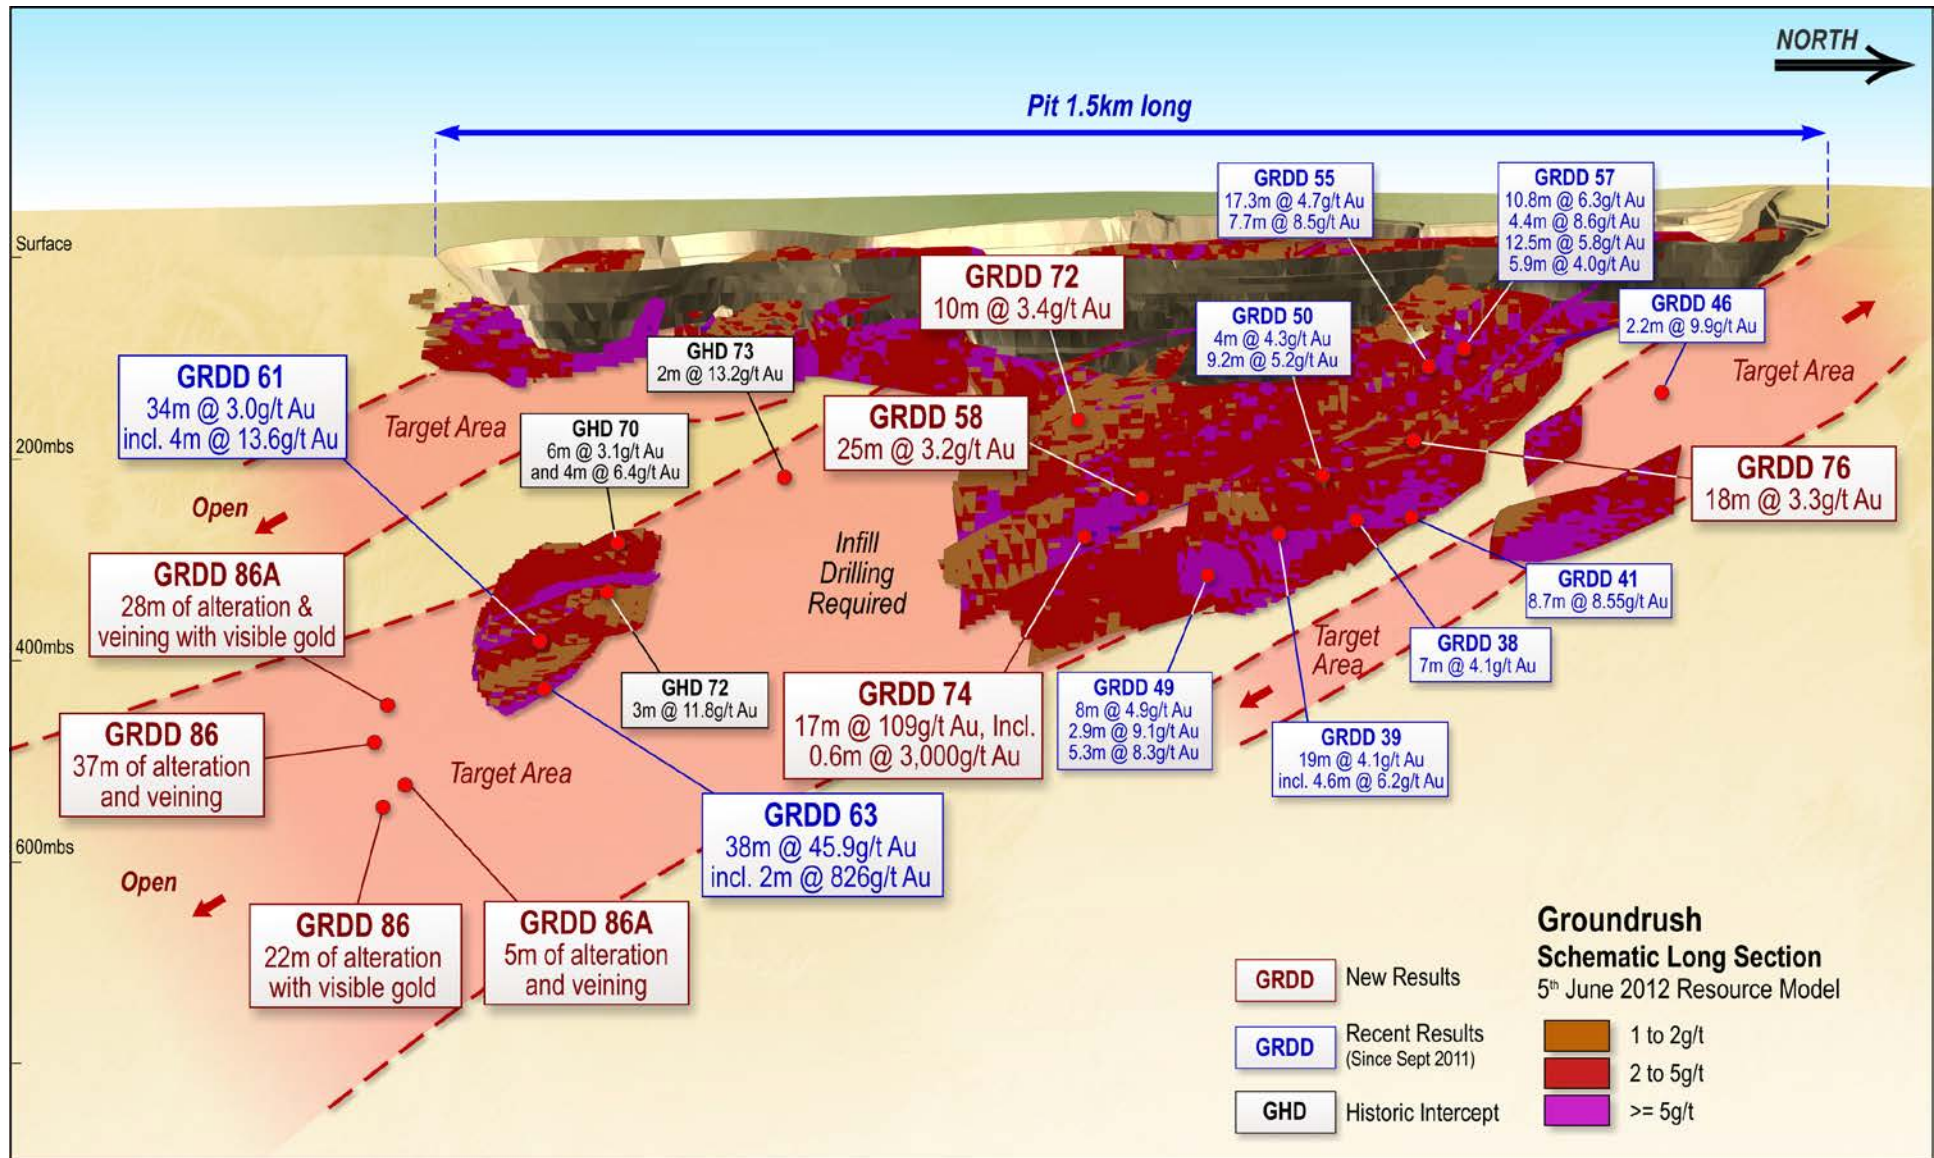 NORTH
Pit 1.5km long
GRDD 55
17.3m @ 4.7g/t Au
7.7m @ 8.5g/t Au
GRDD 57
10.8m @ 6.3g/t Au
4.4m @ 8.6g/t Au
12.5m @ 5.8g/t Au
5.9m @ 4.0g/t Au
Surface
GRDD 72
10m @ 3.4g/t Au
GRDD 50
4m @ 4.3g/t Au
9.2m @ 5.2g/t Au
GRDD 46
2.2m @ 9.9g/t Au
GHD 73
2m @ 13.2g/t Au
GRDD 61
34m @ 3.0g/t Au
incl. 4m @ 13.6g/t Au
Target Area
Target Area
GHD 70
6m @ 3.1g/t Au
and 4m @ 6.4g/t Au
GRDD 58
25m @ 3.2g/t Au
200mbs
GRDD 76
18m @ 3.3g/t Au
Open
Infill
Drilling
Required
GRDD 86A
28m of alteration &
veining with visible gold
GRDD 41
8.7m @ 8.55g/t Au
400mbs
Target
Area
GRDD 38
7m @ 4.1g/t Au
GHD 72
3m @ 11.8g/t Au
GRDD 74
17m @ 109g/t Au, Incl.
0.6m @ 3,000g/t Au
GRDD 49
8m @ 4.9g/t Au
2.9m @ 9.1g/t Au
5.3m @ 8.3g/t Au
GRDD 86
37m of alteration
and veining
GRDD 39
19m @ 4.1g/t Au
incl. 4.6m @ 6.2g/t Au
Target Area
GRDD 63
38m @ 45.9g/t Au
incl. 2m @ 826g/t Au
600mbs
Open
GRDD 86
22m of alteration
with visible gold
GRDD 86A
5m of alteration
and veining
GRDD New Results
GRDD Recent Results
(Since Sept 2011)
GHD Historic Intercept
Groundrush
Schematic Long Section
5th June 2012 Resource Model
1 to 2g/t
2 to 5g/t
>= 5g/t